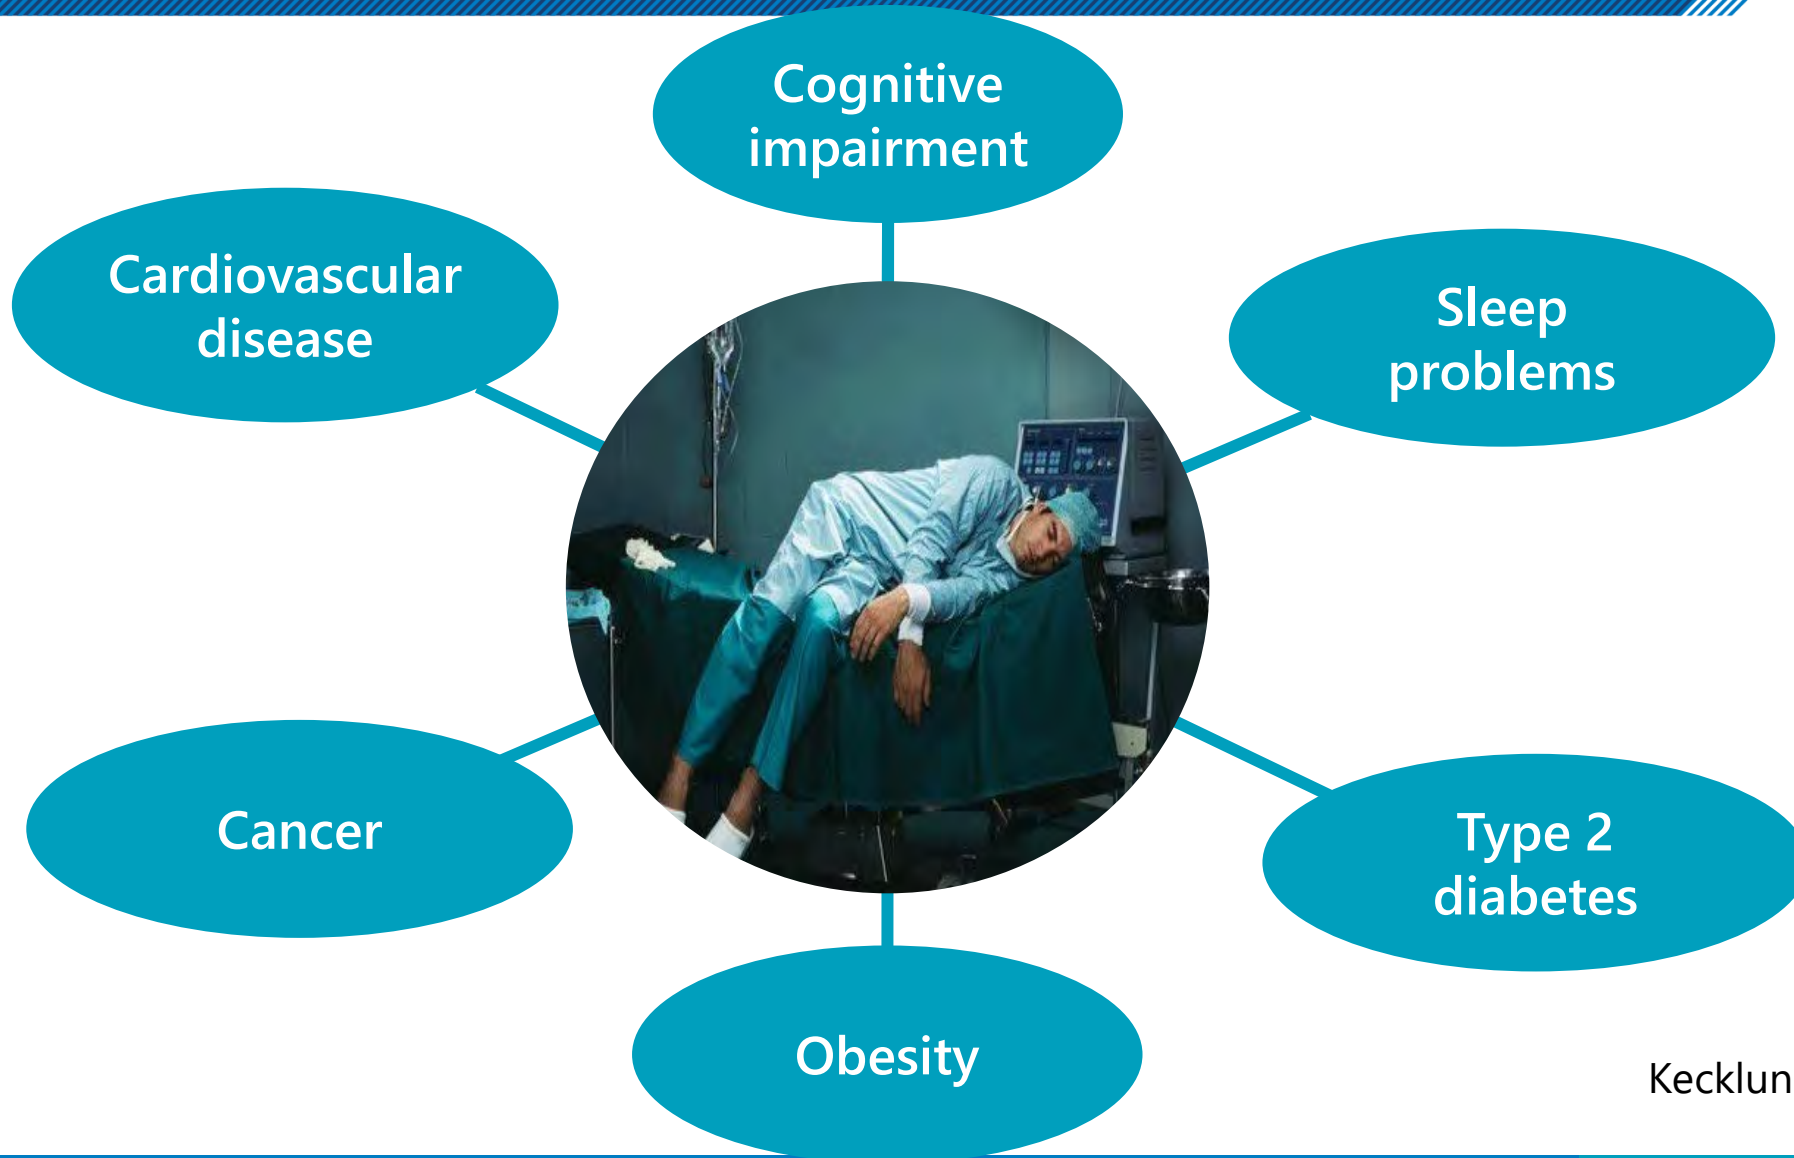 Cognitive
impairment
Cardiovascular
disease
Sleep
problems
Cancer
Type 2
diabetes
Obesity
Kecklun